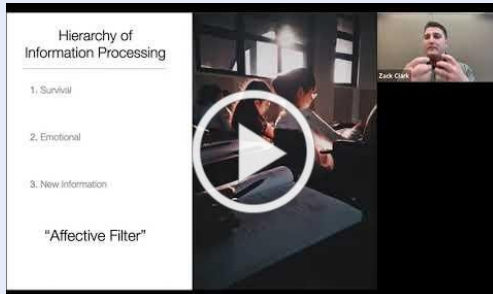 Hierarchy of
Information Processing
1. Survival
2. Emotional
3. New Information
"Affective Filter"
Zack Clark